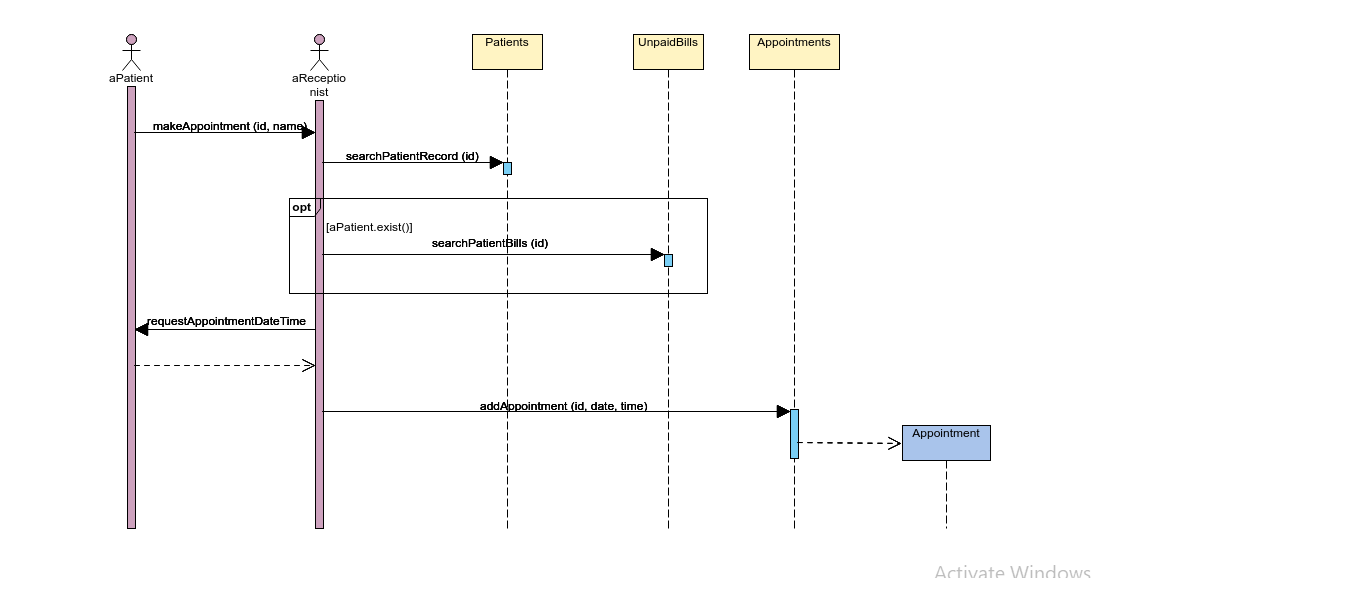 Patients
UnpaidBills
Appointments
aPatient
aReceptio
nist
makeAppointment (id, name)
searchPatientRecord (id)
opt
[aPatient.exist()]
searchPatientBills (id)
requestAppointmentDateTime
addAppointment (id, date, time)
Appointment
Activate Windows